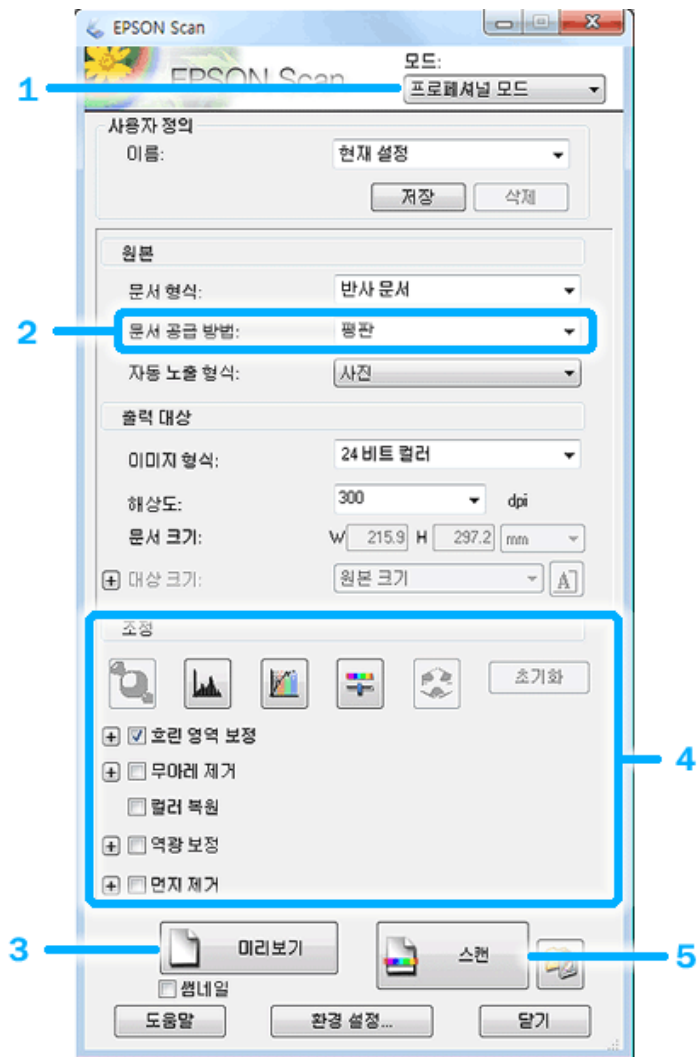 EPSON Scan
EPSON Scan
모드:
1
프로페셔널 모드
사용자 정의
이름:
현재 설정
저장
삭제
원본
문서 형식:
반사 문서
2
문서 공급 방법:
평판
자동 노출 형식:
사진
출력 대상
이미지 형식:
24 비트 컬러
해상도:
300
dpi
문서 크기:
W 215.9 H 297.2 mm
대상 크기:
원본 크기
A
조정
초기화
흐린 영역 보정
4
무아레 제거
컬러 복원
역광 보정
먼지 제거
3
미리보기
스캔
5
썸네일
도움말
환경 설정...
닫기